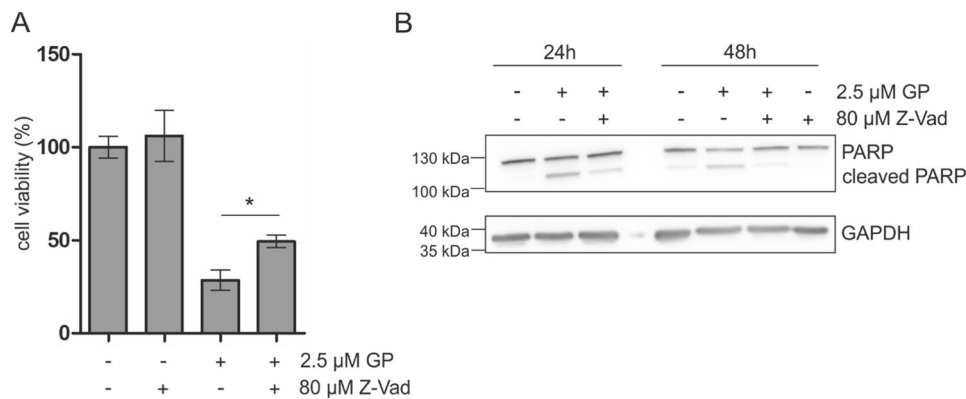 A
cell viability (%)
150
100
50
0
- - + + 2.5 µM GP
- + - + 80 µM Z-Vad
B
24h 48h
- + + - + + - 2.5 µM GP
- - + - - + + 80 µM Z-Vad
130 kDa PARP
100 kDa cleaved PARP
40 kDa GAPDH
35 kDa
*